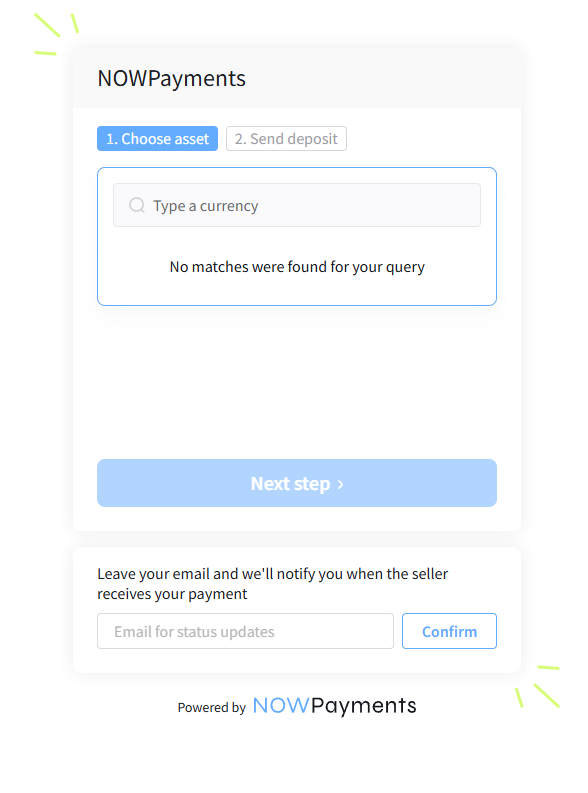 NOWPayments
1. Choose asset
2. Send deposit
Type a currency
No matches were found for your query
Next step ›
Leave your email and we'll notify you when the seller
receives your payment
Email for status updates
Confirm
Powered by NOWPayments